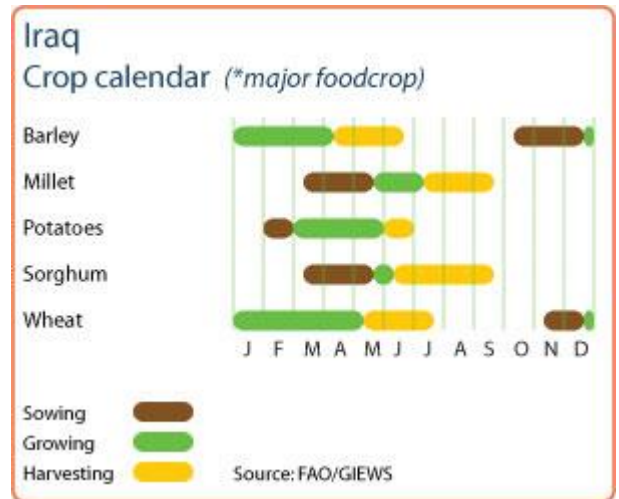 Iraq
Crop calendar (*major foodcrop)
Barley
Millet
Potatoes
Sorghum
Wheat
J F M A M J J A S O N D
Sowing
Growing
Harvesting
Source: FAO/GIEWS